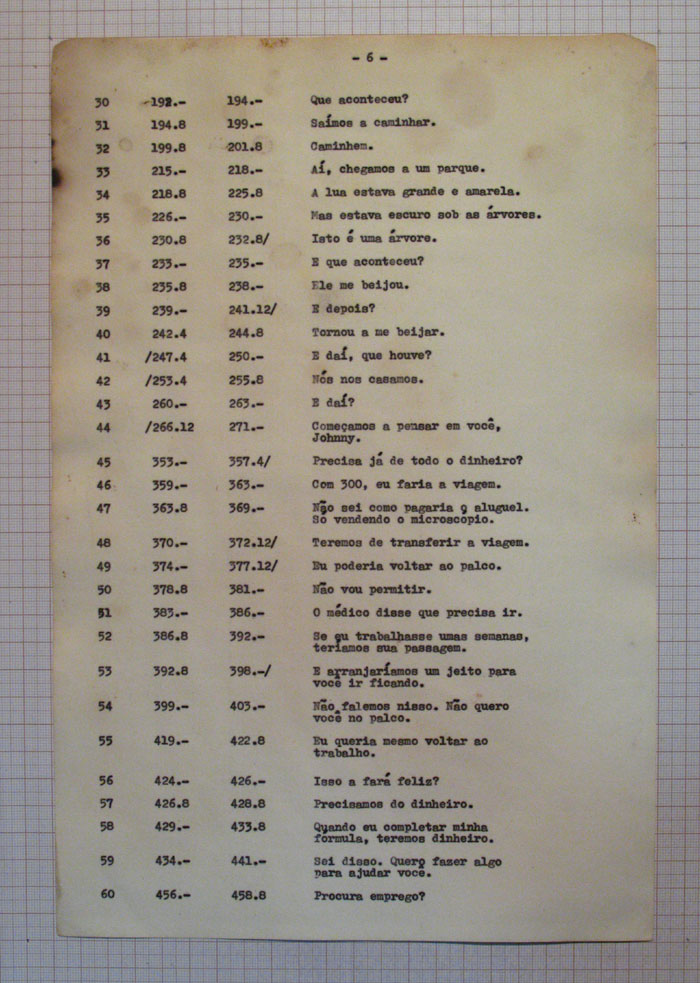 - 6 -
30 192.- 194.- Que aconteceu?
31 194.8 199.- Saímos a caminhar.
32 199.8 201.8 Caminhem.
33 215.- 218.- Aí, chegamos a um parque.
34 218.8 225.8 A lua estava grande e amarela.
35 226.- 230.- Mas estava escuro sob as árvores.
36 230.8 232.8/ Isto é uma árvore.
37 233.- 235.- E que aconteceu?
38 235.8 238.- Ele me beijou.
39 239.- 241.12/ E depois?
40 242.4 244.8 Tornou a me beijar.
41 /247.4 250.- E daí, que houve?
42 /253.4 255.8 Nós nos casamos.
43 260.- 263.- E daí?
44 /266.12 271.- Começamos a pensar em você,
Johnny.
45 353.- 357.4/ Precisa já de todo o dinheiro?
46 359.- 363.- Com 300, eu faria a viagem.
47 363.8 369.- Não sei como pagaria o aluguel.
Só vendendo o microscopio.
48 370.- 372.12/ Teremos de transferir a viagem.
49 374.- 377.12/ Eu poderia voltar ao palco.
50 378.8 381.- Não vou permitir.
51 383.- 386.- O médico disse que precisa ir.
52 386.8 392.- Se eu trabalhasse umas semanas,
teríamos sua passagem.
53 392.8 398.-/ E arranjaríamos um jeito para
você ir ficando.
54 399.- 403.- Não falemos nisso. Não quero
você no palco.
55 419.- 422.8 Eu queria mesmo voltar ao
trabalho.
56 424.- 426.- Isso a fará feliz?
57 426.8 428.8 Precisamos do dinheiro.
58 429.- 433.8 Quando eu completar minha
fórmula, teremos dinheiro.
59 434.- 441.- Sei disso. Quero fazer algo
para ajudar você.
60 456.- 458.8 Procura emprego?